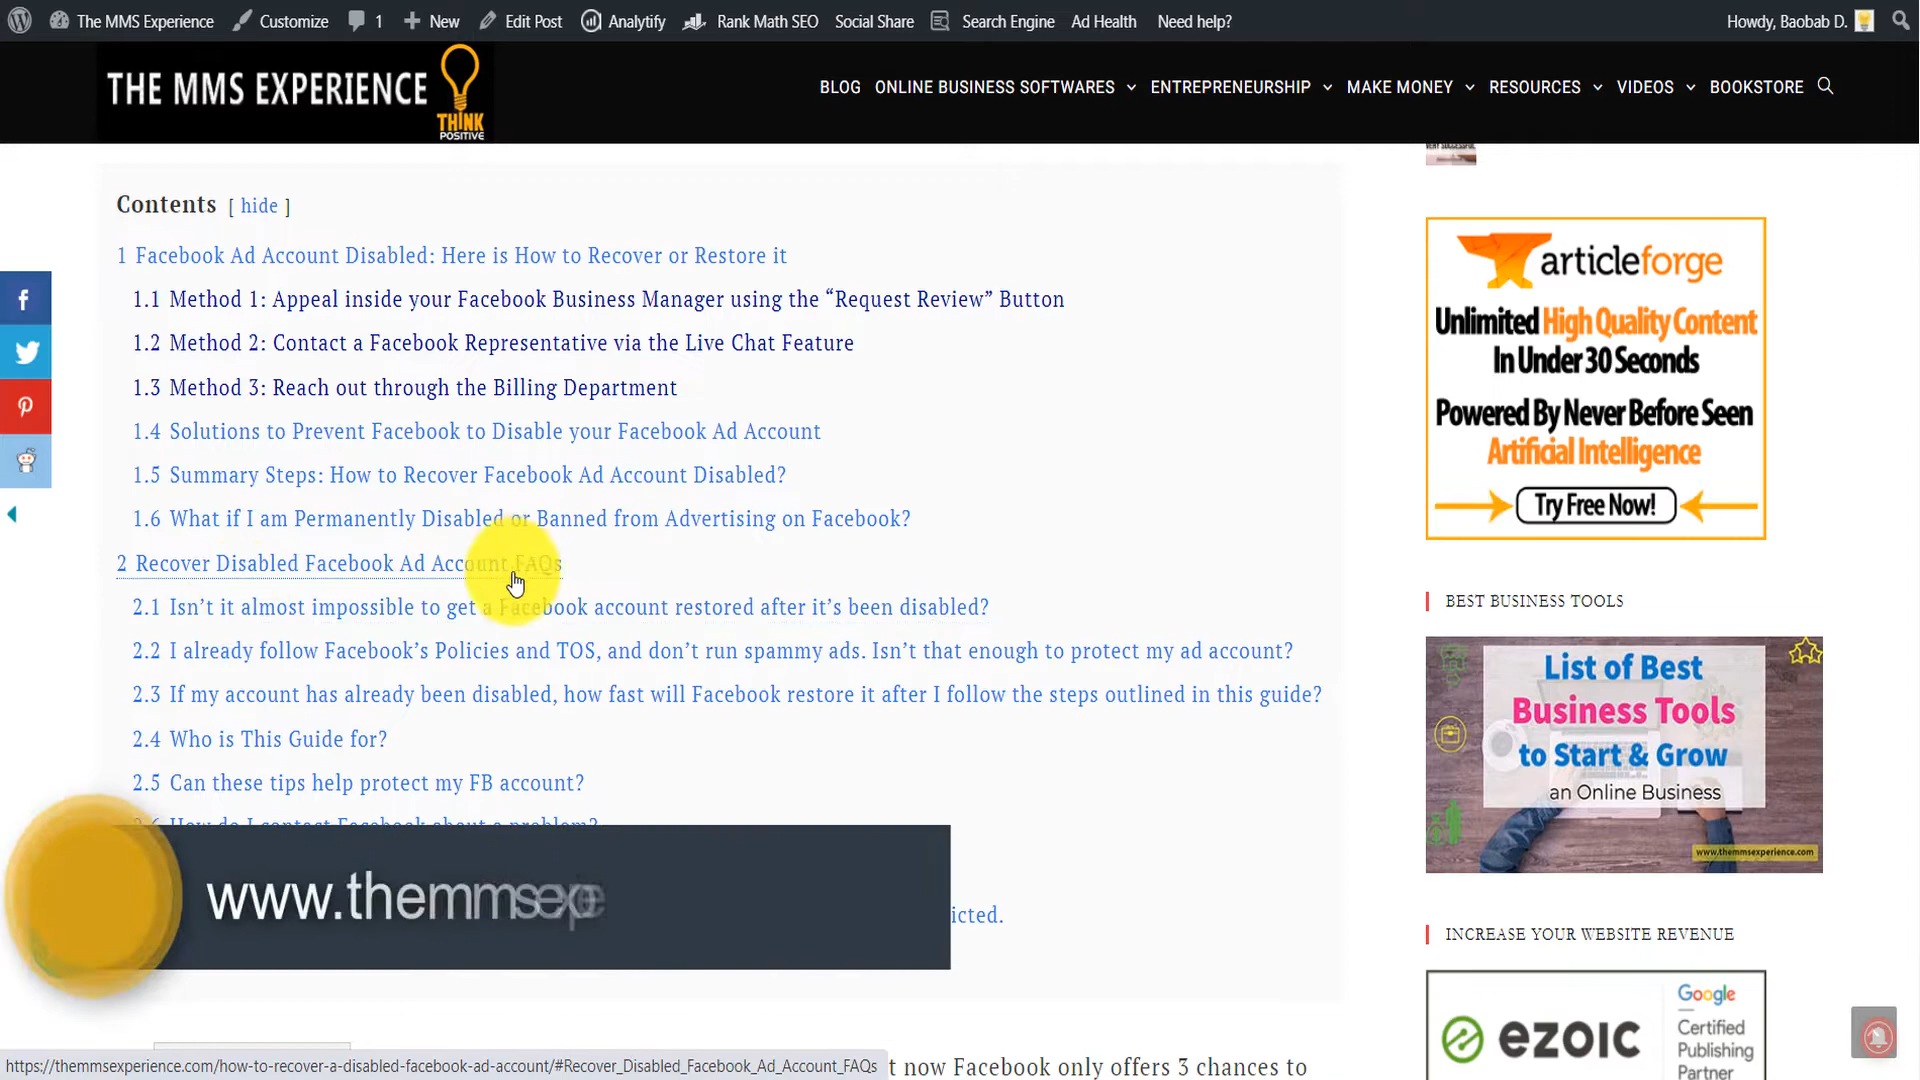 The MMS Experience Customize 1 New Edit Post Analytify Rank Math SEO Social Share Search Engine Ad Health Need help? Howdy, Baobab D.
THE MMS EXPERIENCE
THINK
POSITIVE
BLOG ONLINE BUSINESS SOFTWARES ENTREPRENEURSHIP MAKE MONEY RESOURCES VIDEOS BOOKSTORE
VERY SUCCESSFUL
Contents [ hide ]
1 Facebook Ad Account Disabled: Here is How to Recover or Restore it
1.1 Method 1: Appeal inside your Facebook Business Manager using the “Request Review” Button
1.2 Method 2: Contact a Facebook Representative via the Live Chat Feature
1.3 Method 3: Reach out through the Billing Department
1.4 Solutions to Prevent Facebook to Disable your Facebook Ad Account
1.5 Summary Steps: How to Recover Facebook Ad Account Disabled?
1.6 What if I am Permanently Disabled or Banned from Advertising on Facebook?
2 Recover Disabled Facebook Ad Account FAQs
2.1 Isn’t it almost impossible to get a Facebook account restored after it’s been disabled?
2.2 I already follow Facebook’s Policies and TOS, and don’t run spammy ads. Isn’t that enough to protect my ad account?
2.3 If my account has already been disabled, how fast will Facebook restore it after I follow the steps outlined in this guide?
2.4 Who is This Guide for?
2.5 Can these tips help protect my FB account?
2.6 How do I contact Facebook about a problem?
icted.
www.themmsexpe
t now Facebook only offers 3 chances to
https://themmsexperience.com/how-to-recover-a-disabled-facebook-ad-account/#Recover_Disabled_Facebook_Ad_Account_FAQs
articleforge
Unlimited High Quality Content
In Under 30 Seconds
Powered By Never Before Seen
Artificial Intelligence
Try Free Now!
BEST BUSINESS TOOLS
List of Best
Business Tools
to Start & Grow
an Online Business
www.themmsexperience.com
INCREASE YOUR WEBSITE REVENUE
EZOIC
Google
Certified
Publishing
Partner